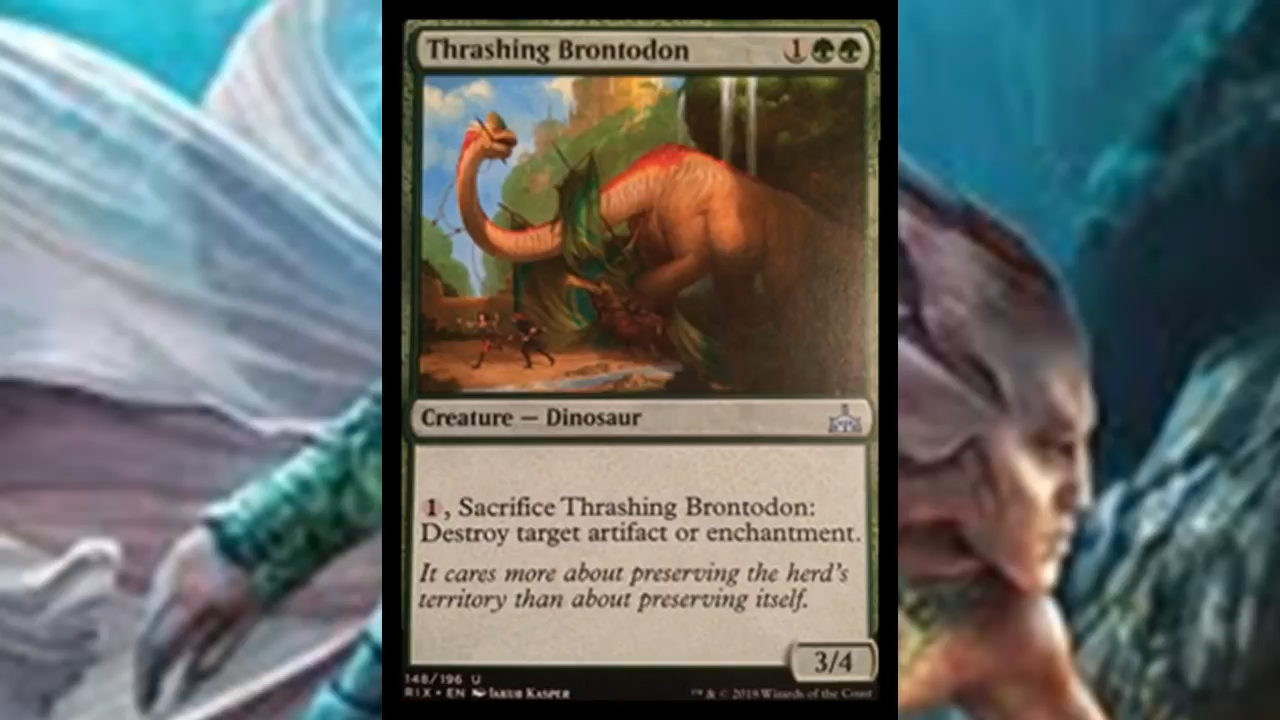 Thrashing Brontodon 1
Creature — Dinosaur
1, Sacrifice Thrashing Brontodon:
Destroy target artifact or enchantment.
It cares more about preserving the herd's
territory than about preserving itself.
3/4
148/196 U
RIX • EN Jakub Kasper
™ & © 2018 Wizards of the Coast